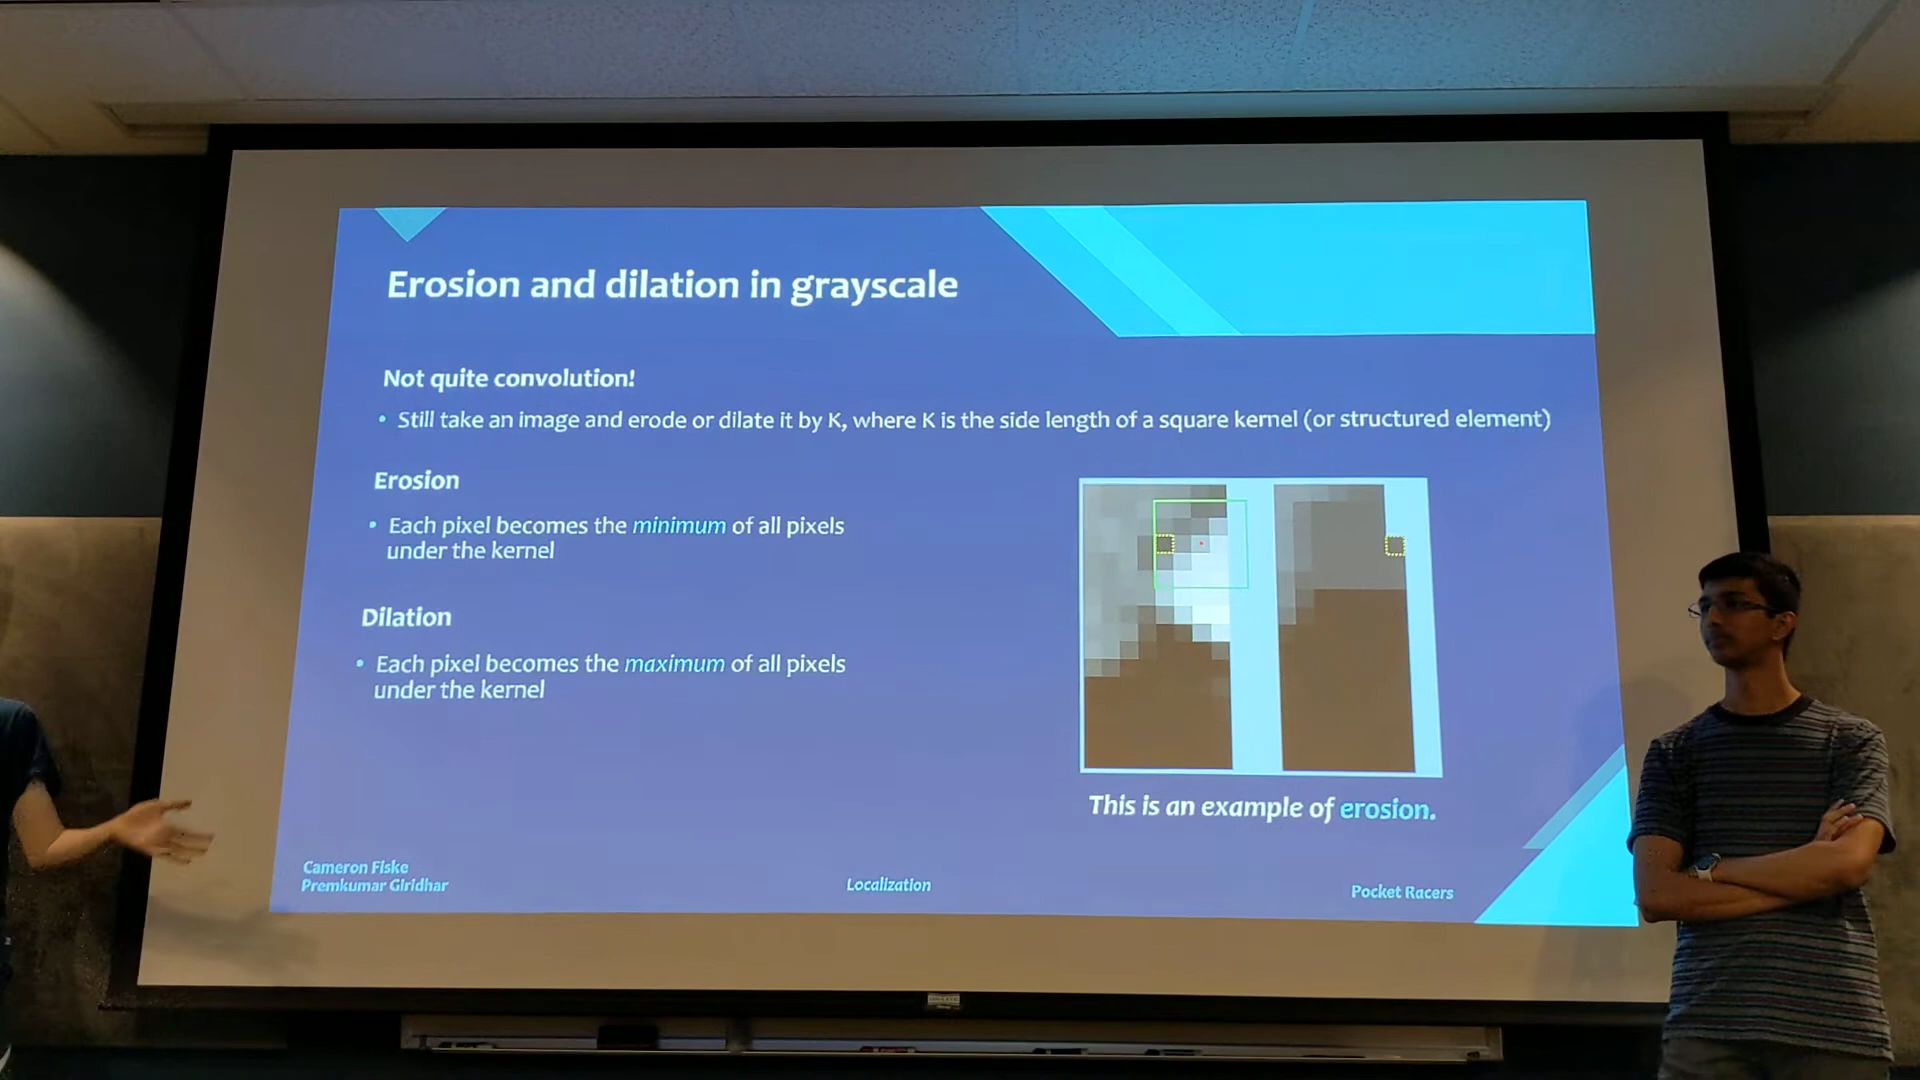 Erosion and dilation in grayscale
Not quite convolution!
• Still take an image and erode or dilate it by K, where K is the side length of a square kernel (or structured element)
Erosion
• Each pixel becomes the minimum of all pixels
under the kernel
Dilation
• Each pixel becomes the maximum of all pixels
under the kernel
This is an example of erosion.
Cameron Fiske
Premkumar Giridhar
Localization
Pocket Racers